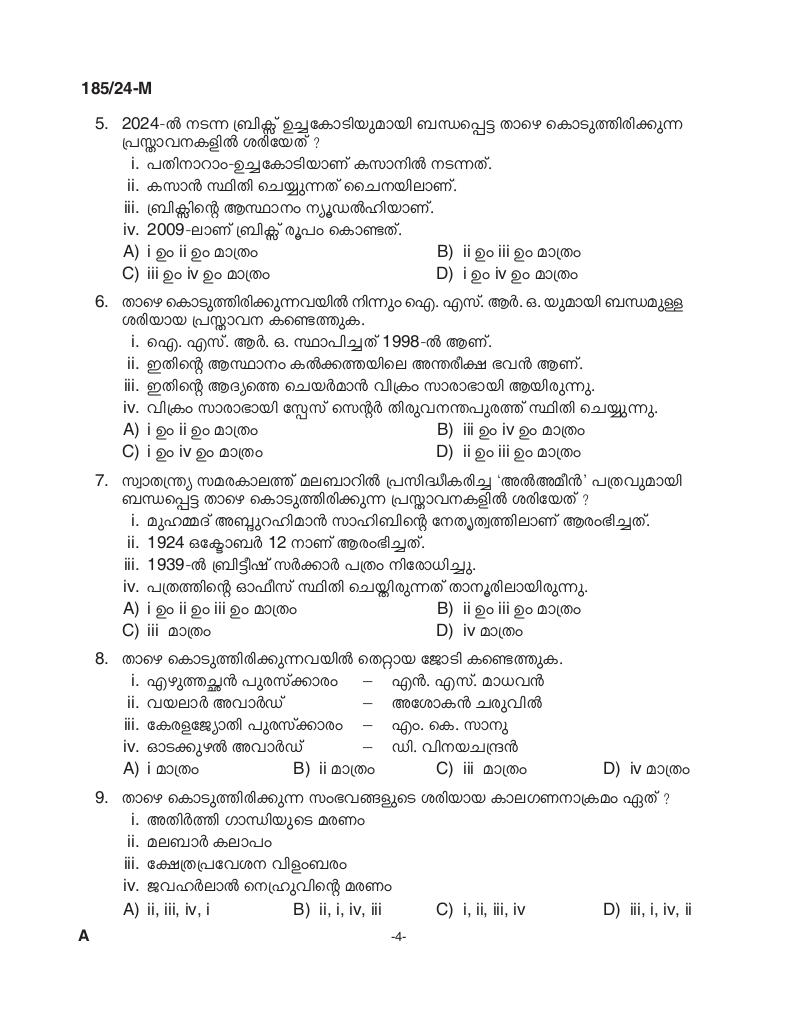 185/24-M
5. 2024-ൽ നടന്ന ബ്രിക്സ് ഉച്ചകോടിയുമായി ബന്ധപ്പെട്ട താഴെ കൊടുത്തിരിക്കുന്ന
പ്രസ്താവനകളിൽ ശരിയേത് ?
i. പതിനാറാം-ഉച്ചകോടിയാണ് കസാനിൽ നടന്നത്.
ii. കസാൻ സ്ഥിതി ചെയ്യുന്നത് ചൈനയിലാണ്.
iii. ബ്രിക്സിന്റെ ആസ്ഥാനം ന്യൂഡൽഹിയാണ്.
iv. 2009-ലാണ് ബ്രിക്സ് രൂപം കൊണ്ടത്.
A) i ഉം ii ഉം മാത്രം B) ii ഉം iii ഉം മാത്രം
C) iii ഉം iv ഉം മാത്രം D) i ഉം iv ഉം മാത്രം
6. താഴെ കൊടുത്തിരിക്കുന്നവയിൽ നിന്നും ഐ. എസ്. ആർ. ഒ. യുമായി ബന്ധമുള്ള
ശരിയായ പ്രസ്താവന കണ്ടെത്തുക.
i. ഐ. എസ്. ആർ. ഒ. സ്ഥാപിച്ചത് 1998-ൽ ആണ്.
ii. ഇതിന്റെ ആസ്ഥാനം കൽക്കത്തയിലെ അന്തരീക്ഷ ഭവൻ ആണ്.
iii. ഇതിന്റെ ആദ്യത്തെ ചെയർമാൻ വിക്രം സാരാഭായി ആയിരുന്നു.
iv. വിക്രം സാരാഭായി സ്പേസ് സെന്റർ തിരുവനന്തപുരത്ത് സ്ഥിതി ചെയ്യുന്നു.
A) i ഉം ii ഉം മാത്രം B) iii ഉം iv ഉം മാത്രം
C) i ഉം iv ഉം മാത്രം D) ii ഉം iii ഉം മാത്രം
7. സ്വാതന്ത്ര്യ സമരകാലത്ത് മലബാറിൽ പ്രസിദ്ധീകരിച്ച ‘അൽഅമീൻ’ പത്രവുമായി
ബന്ധപ്പെട്ട താഴെ കൊടുത്തിരിക്കുന്ന പ്രസ്താവനകളിൽ ശരിയേത് ?
i. മുഹമ്മദ് അബ്ദുറഹിമാൻ സാഹിബിന്റെ നേതൃത്വത്തിലാണ് ആരംഭിച്ചത്.
ii. 1924 ഒക്ടോബർ 12 നാണ് ആരംഭിച്ചത്.
iii. 1939-ൽ ബ്രിട്ടീഷ് സർക്കാർ പത്രം നിരോധിച്ചു.
iv. പത്രത്തിന്റെ ഓഫീസ് സ്ഥിതി ചെയ്തിരുന്നത് താനൂരിലായിരുന്നു.
A) i ഉം ii ഉം iii ഉം മാത്രം B) ii ഉം iii ഉം മാത്രം
C) iii മാത്രം D) iv മാത്രം
8. താഴെ കൊടുത്തിരിക്കുന്നവയിൽ തെറ്റായ ജോടി കണ്ടെത്തുക.
i. എഴുത്തച്ഛൻ പുരസ്ക്കാരം – എൻ. എസ്. മാധവൻ
ii. വയലാർ അവാർഡ് – അശോകൻ ചരുവിൽ
iii. കേരളജ്യോതി പുരസ്ക്കാരം – എം. കെ. സാനു
iv. ഓടക്കുഴൽ അവാർഡ് – ഡി. വിനയചന്ദ്രൻ
A) i മാത്രം B) ii മാത്രം C) iii മാത്രം D) iv മാത്രം
9. താഴെ കൊടുത്തിരിക്കുന്ന സംഭവങ്ങളുടെ ശരിയായ കാലഗണനാക്രമം ഏത് ?
i. അതിർത്തി ഗാന്ധിയുടെ മരണം
ii. മലബാർ കലാപം
iii. ക്ഷേത്രപ്രവേശന വിളംബരം
iv. ജവഹർലാൽ നെഹ്രുവിന്റെ മരണം
A) ii, iii, iv, i B) ii, i, iv, iii C) i, ii, iii, iv D) iii, i, iv, ii
A -4-